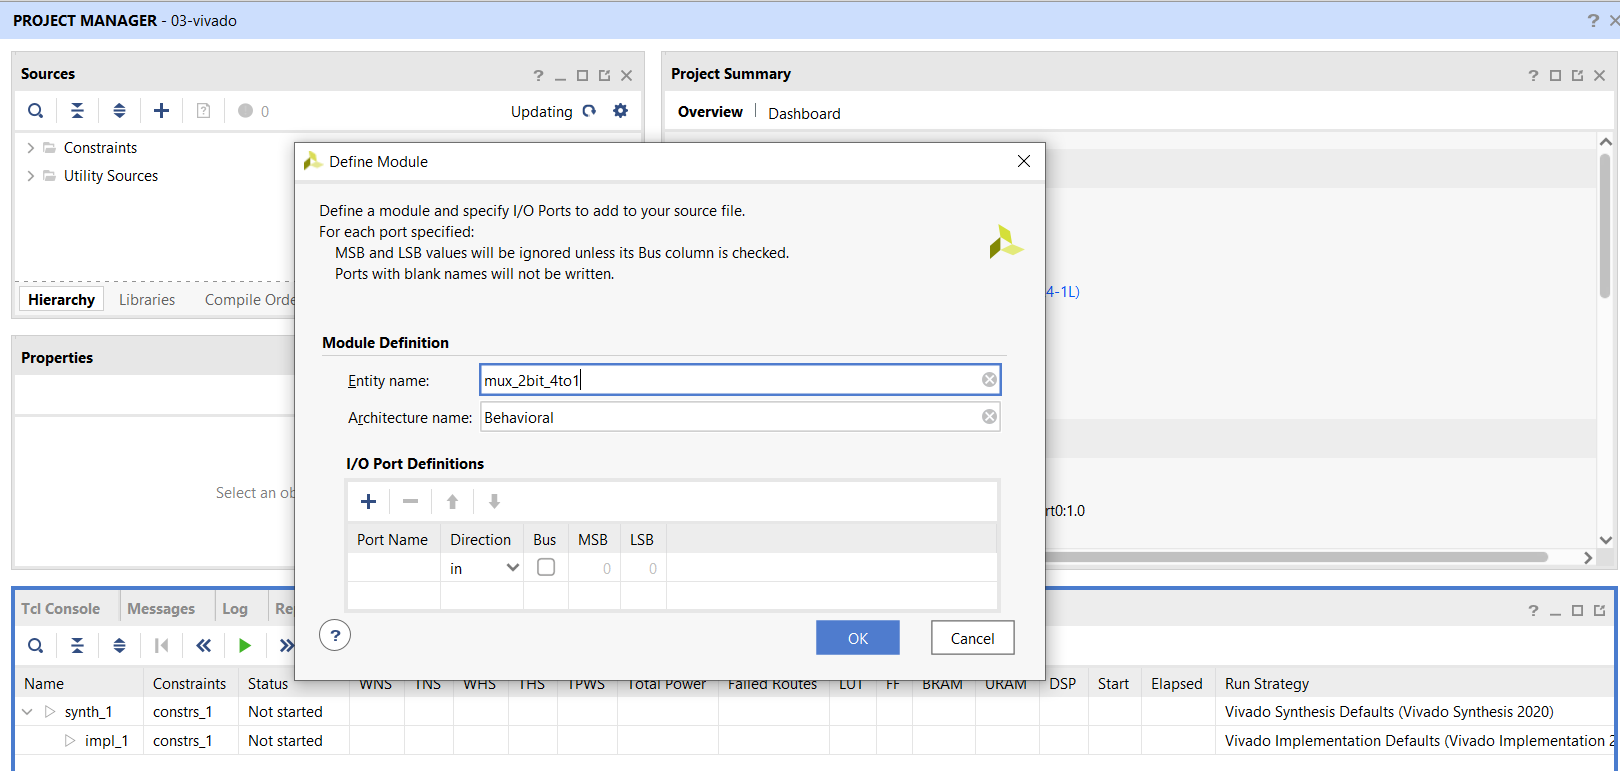 PROJECT MANAGER - 03-vivado
?
Sources
?
Project Summary
?
0
Updating
Overview
Dashboard
Constraints
Utility Sources
Hierarchy
Libraries
Properties
Define Module
Define a module and specify I/O Ports to add to your source file.
For each port specified:
MSB and LSB values will be ignored unless its Bus column is checked.
Ports with blank names will not be written.
4-1L)
Module Definition
Entity name:
mux_2bit_4to1
Architecture name:
Behavioral
I/O Port Definitions
rt0:1.0
Port Name Direction Bus MSB LSB
in 0 0
?
OK
Cancel
Tcl Console
Messages
Log
?
Name Constraints Status WNS TNS WHS THS TPWS Total Power Failed Routes LUT FF BRAM URAM DSP Start Elapsed Run Strategy
synth_1 constrs_1 Not started Vivado Synthesis Defaults (Vivado Synthesis 2020)
impl_1 constrs_1 Not started Vivado Implementation Defaults (Vivado Implementation 2